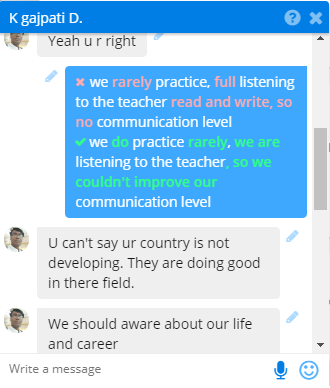 K gajpati D.
Yeah u r right
✖ we rarely practice, full listening
to the teacher read and write, so
no communication level
✔ we do practice rarely, we are
listening to the teacher, so we
couldn't improve our
communication level
U can't say ur country is not
developing. They are doing good
in there field.
We should aware about our life
and career
Write a message